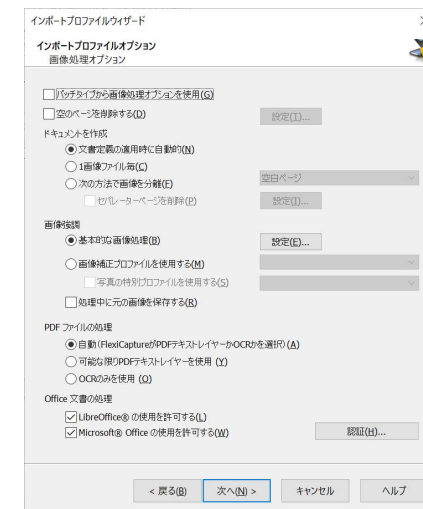 インポートプロファイルウィザード
インポートプロファイルオプション
画像処理オプション
バッチタイプから画像処理オプションを使用(G)
空のページを削除する(D)
設定(I)...
ドキュメントを作成
文書定義の適用時に自動的(N)
1画像ファイル毎(C)
次の方法で画像を分離(F)
空白ページ
セパレーターページを削除(P)
設定(J)...
画像強調
基本的な画像処理(B)
設定(E)...
画像補正プロファイルを使用する(M)
写真の特別プロファイルを使用する(S)
処理中に元の画像を保存する(R)
PDF ファイルの処理
自動(FlexiCaptureがPDFテキストレイヤーかOCRかを選択)(A)
可能な限りPDFテキストレイヤーを使用 (Y)
OCRのみを使用 (O)
Office 文書の処理
LibreOffice® の使用を許可する(L)
Microsoft® Office の使用を許可する(W)
認証(H)...
< 戻る(B)
次へ(N) >
キャンセル
ヘルプ